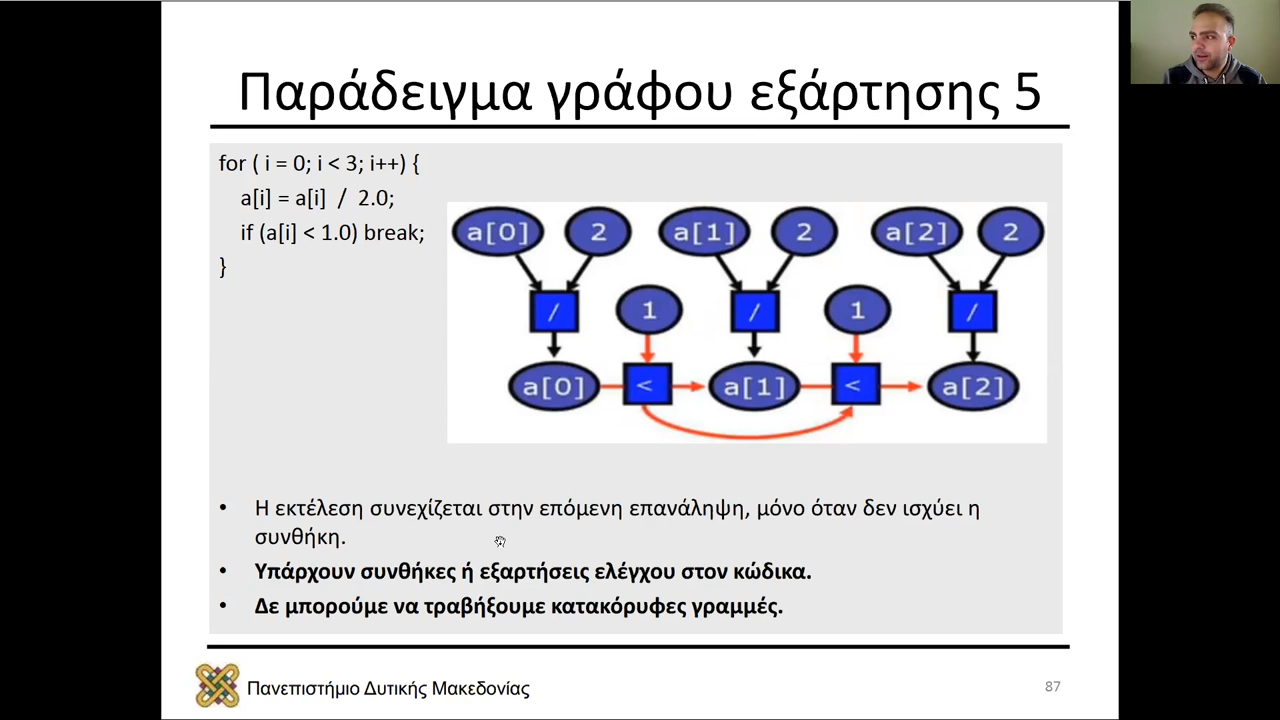 Παράδειγμα γράφου εξάρτησης 5
for ( i = 0; i < 3; i++) {
a[i] = a[i] / 2.0;
if (a[i] < 1.0) break;
}
a[0] 2 a[1] 2 a[2] 2
/ 1 / 1 /
a[0] < a[1] < a[2]
• Η εκτέλεση συνεχίζεται στην επόμενη επανάληψη, μόνο όταν δεν ισχύει η
συνθήκη.
• Υπάρχουν συνθήκες ή εξαρτήσεις ελέγχου στον κώδικα.
• Δε μπορούμε να τραβήξουμε κατακόρυφες γραμμές.
Πανεπιστήμιο Δυτικής Μακεδονίας
87